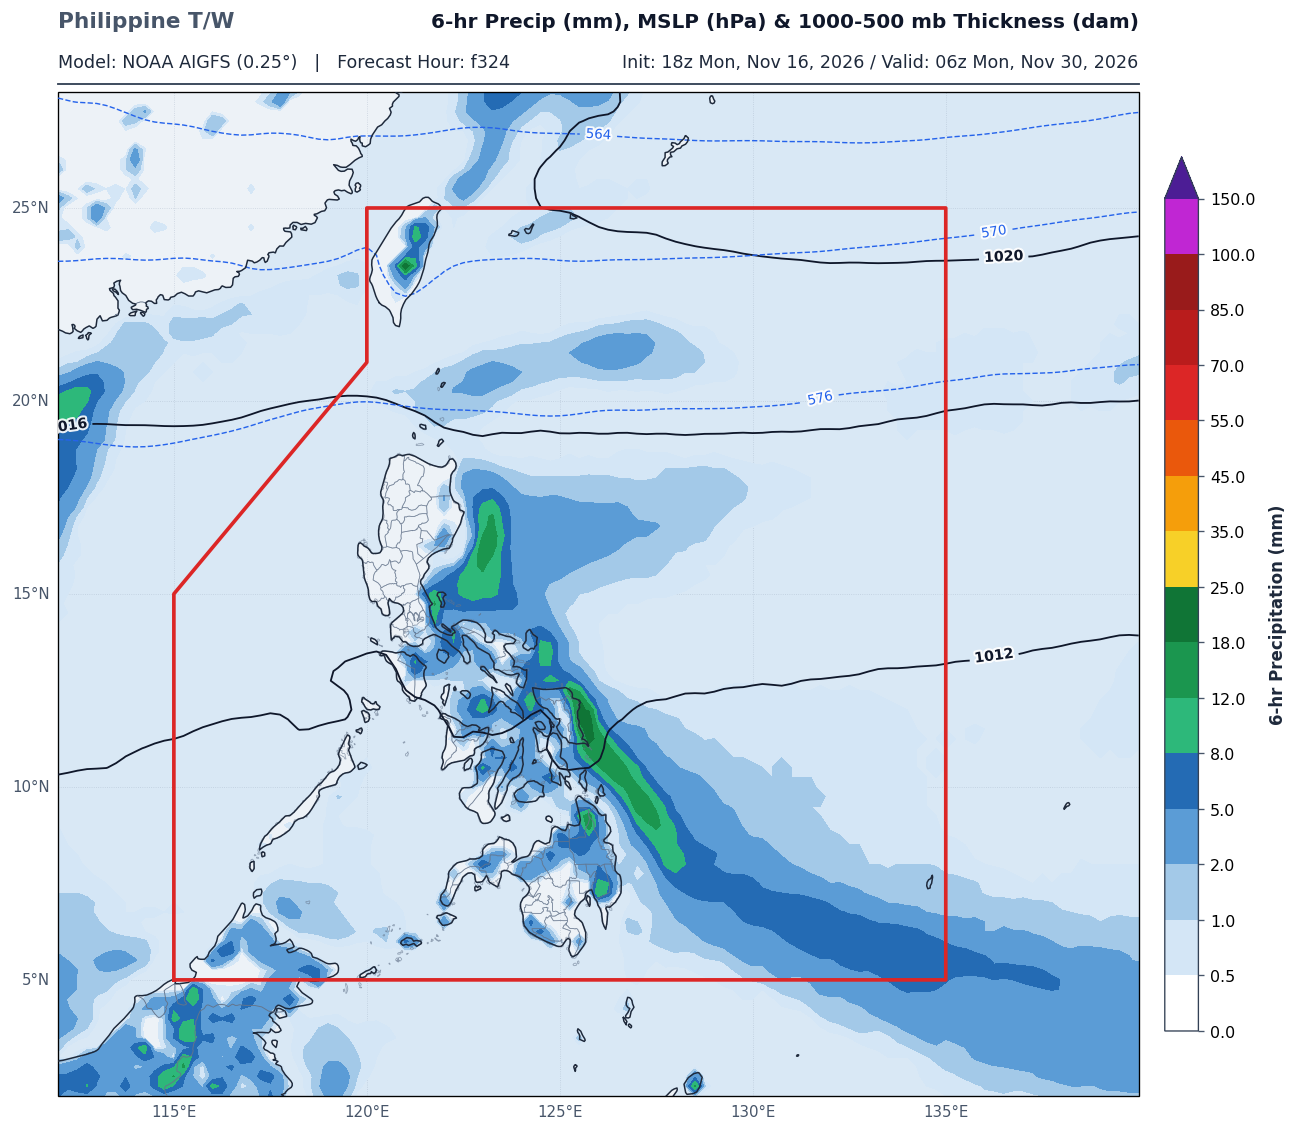 Philippine T/W
6-hr Precip (mm), MSLP (hPa) & 1000-500 mb Thickness (dam)
Model: NOAA AIGFS (0.25°) | Forecast Hour: f324
Init: 18z Mon, Nov 16, 2026 / Valid: 06z Mon, Nov 30, 2026
564
570
1020
576
016
1012
25°N
20°N
15°N
10°N
5°N
115°E
120°E
125°E
130°E
135°E
150.0
100.0
85.0
70.0
55.0
45.0
35.0
25.0
18.0
12.0
8.0
5.0
2.0
1.0
0.5
0.0
6-hr Precipitation (mm)